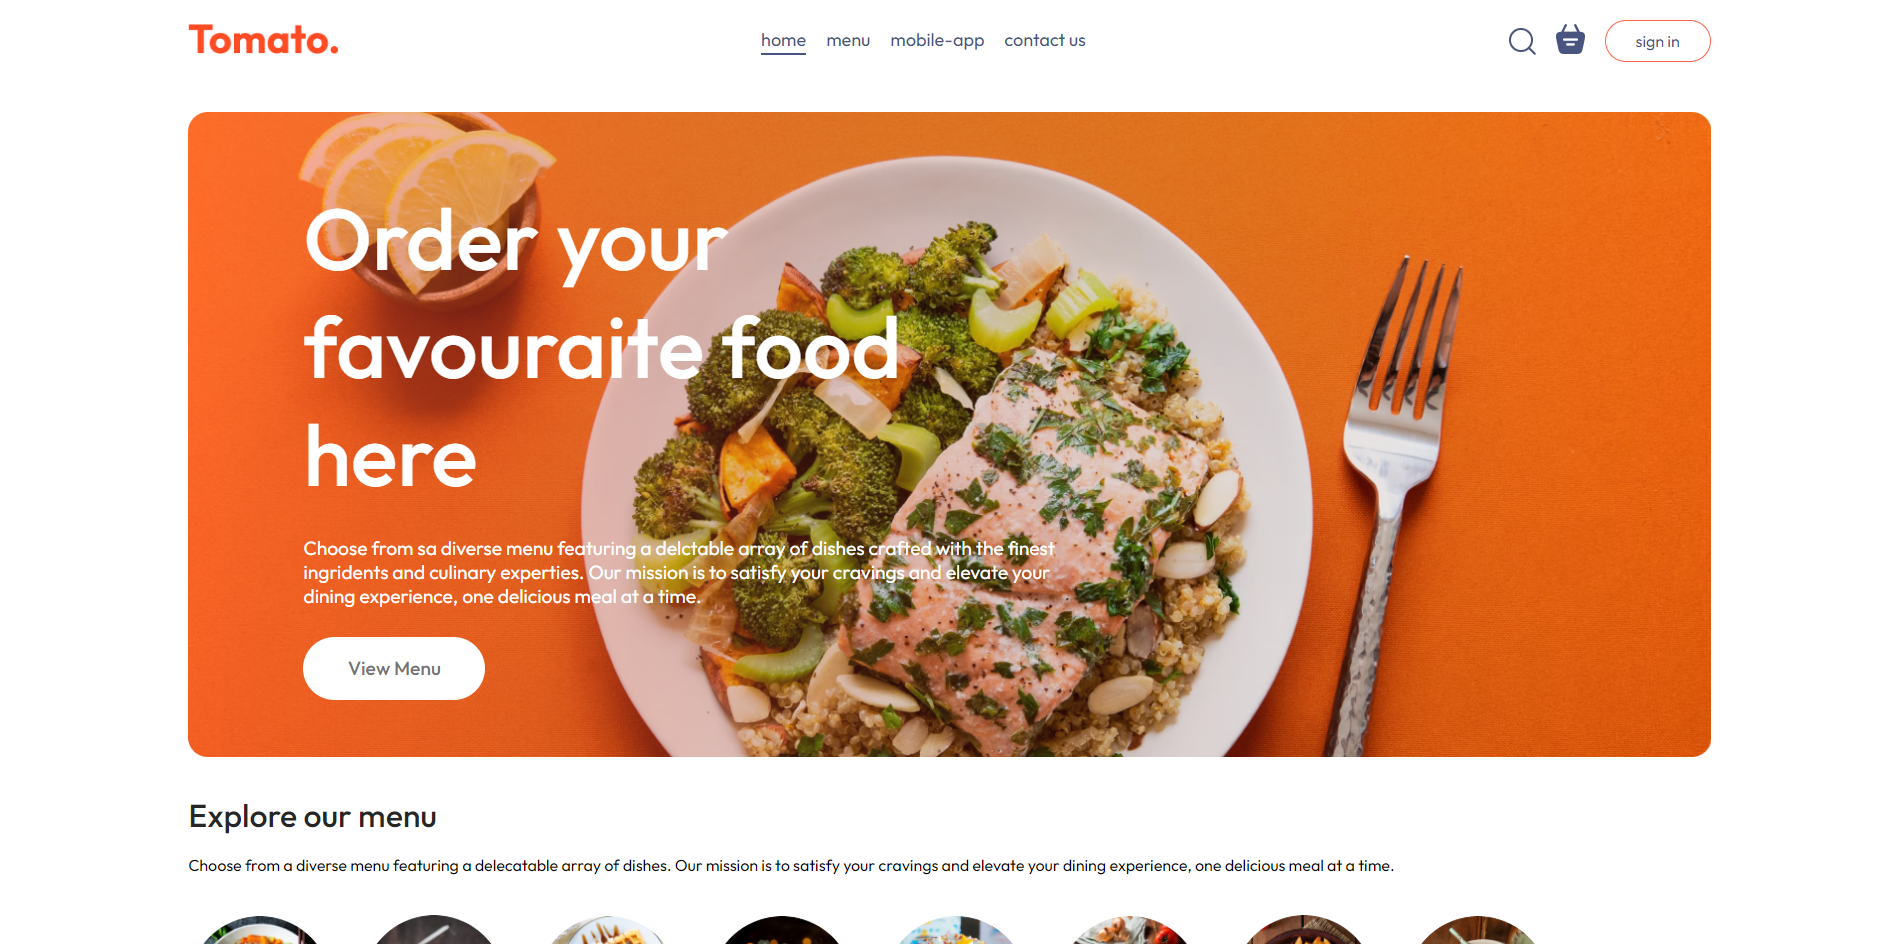 Tomato.
home menu mobile-app contact us
sign in
Order your
favouraite food
here
Choose from sa diverse menu featuring a delctable array of dishes crafted with the finest
ingridents and culinary experties. Our mission is to satisfy your cravings and elevate your
dining experience, one delicious meal at a time.
View Menu
Explore our menu
Choose from a diverse menu featuring a delecatable array of dishes. Our mission is to satisfy your cravings and elevate your dining experience, one delicious meal at a time.